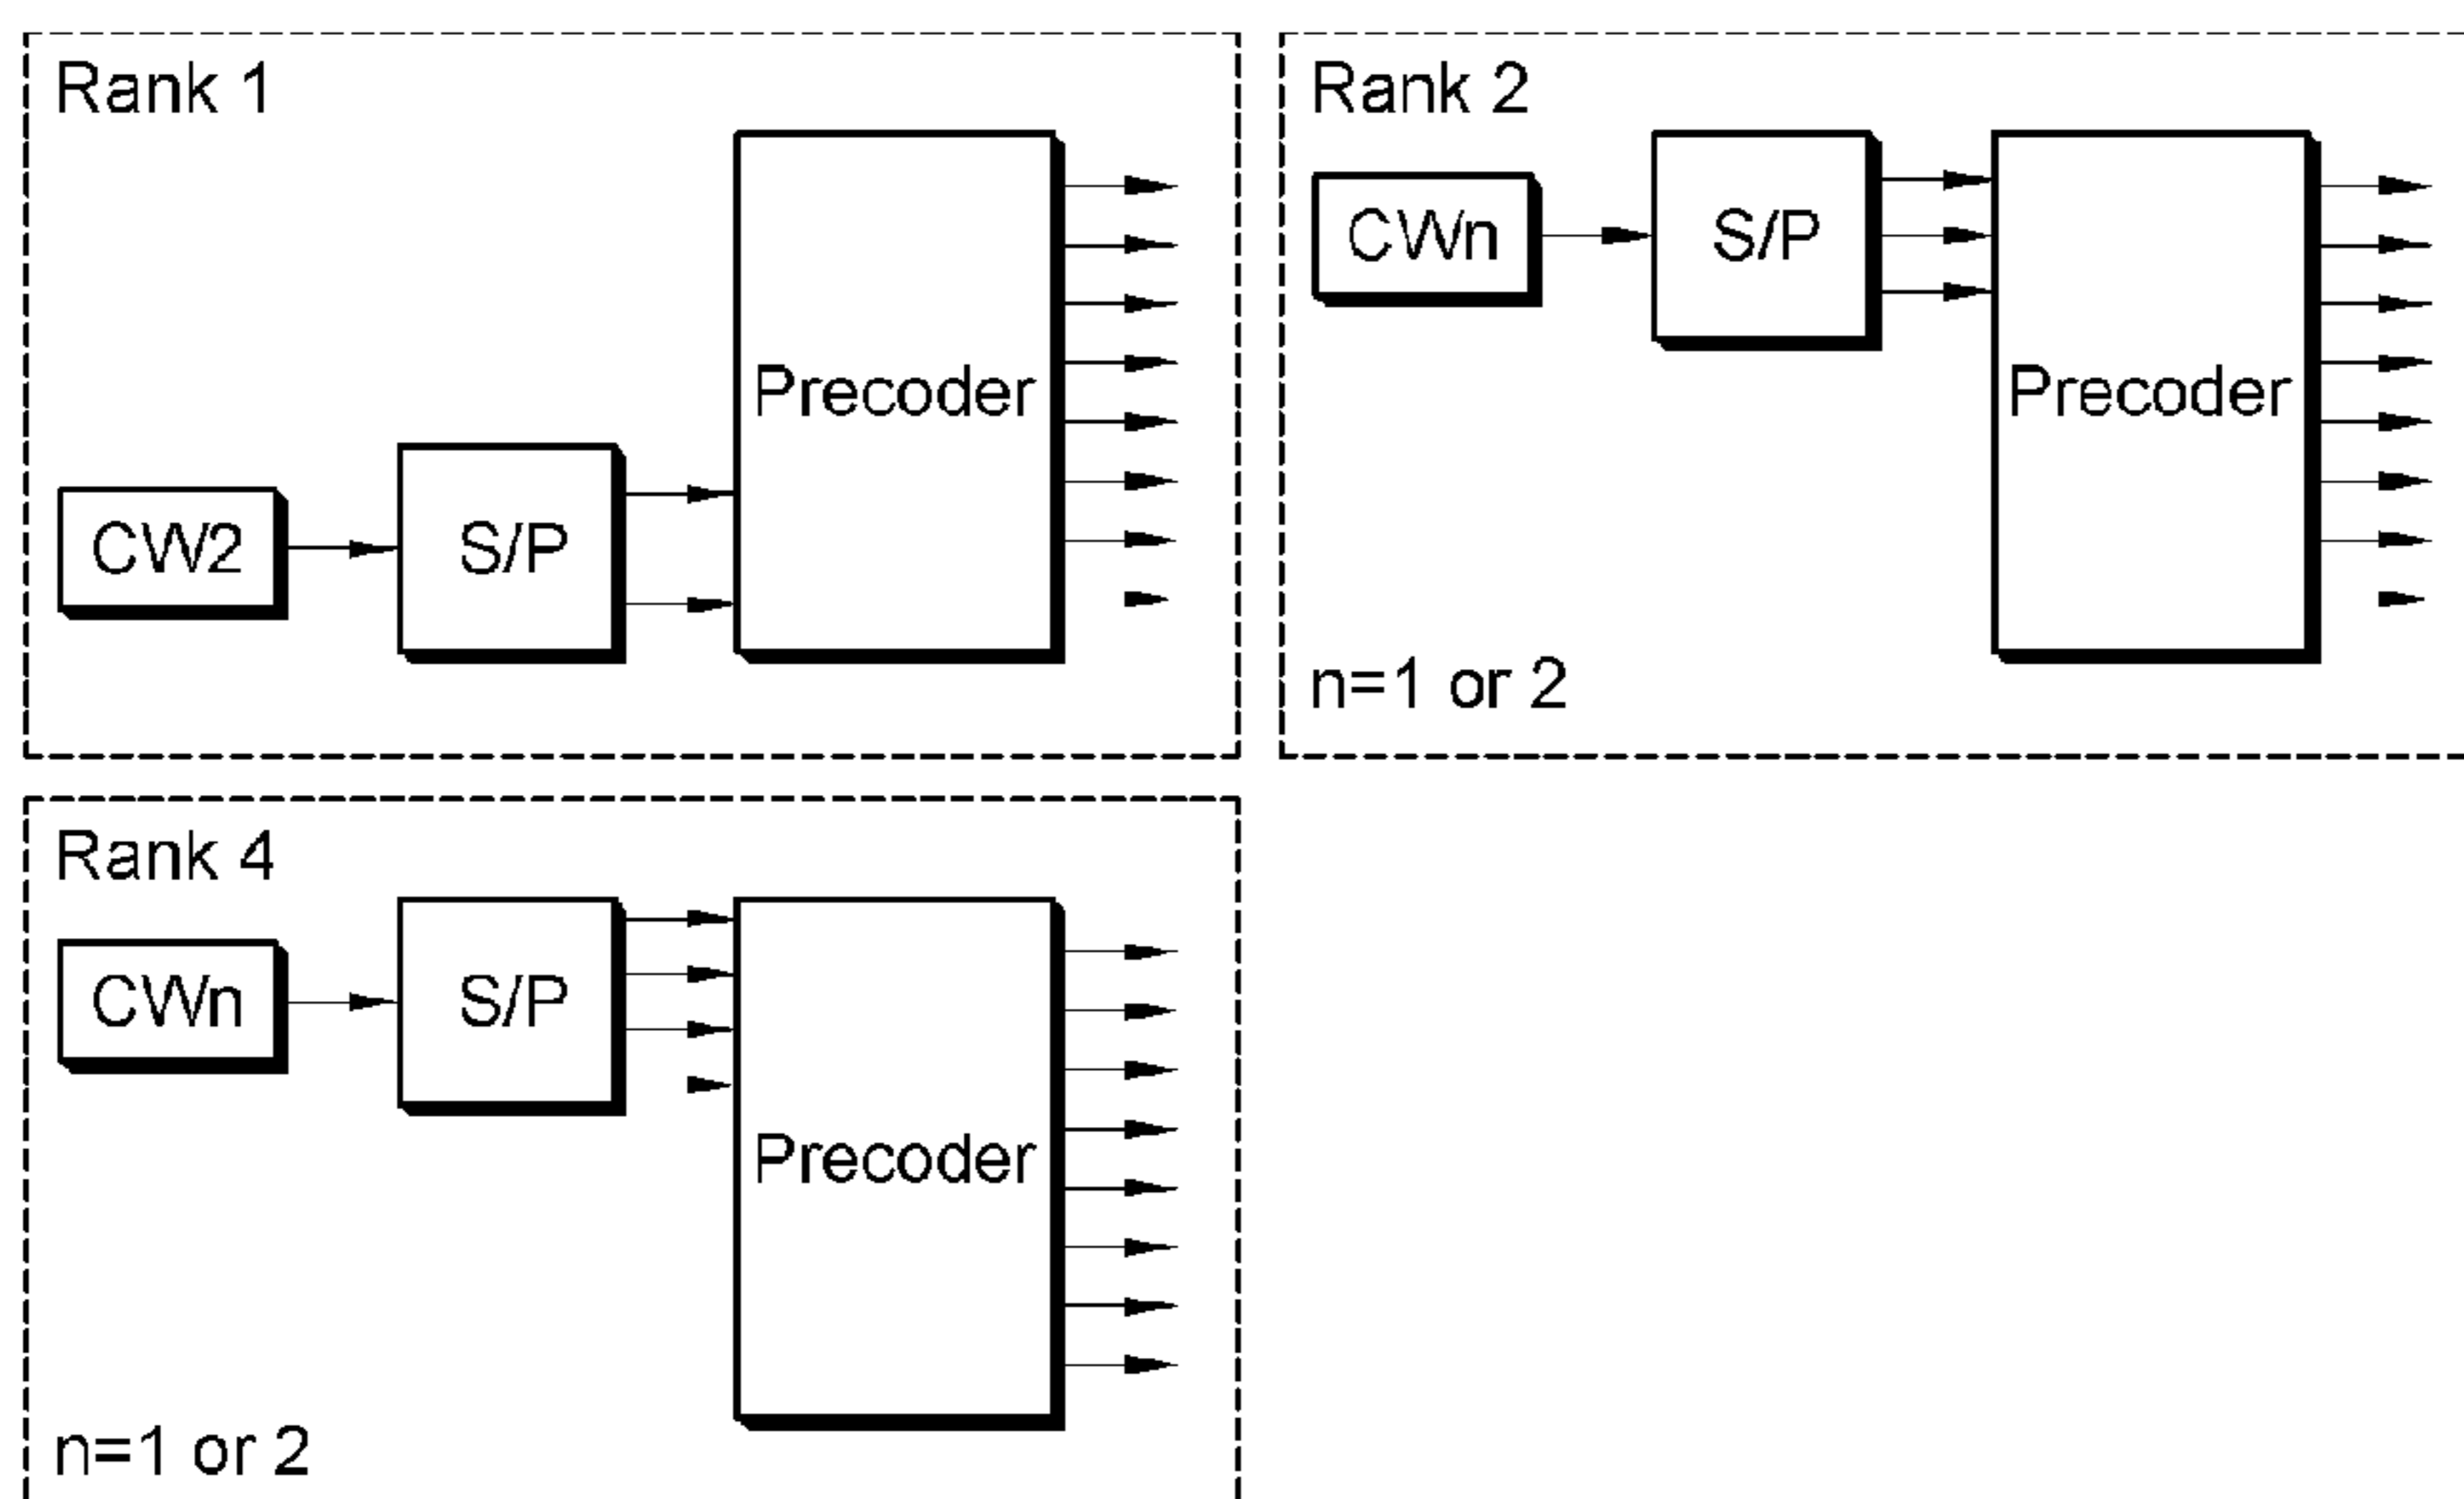 Rank 1
Precoder
CW2
S/P
Rank 2
CWn
S/P
Precoder
n=1 or 2
Rank 4
CWn
S/P
Precoder
n=1 or 2